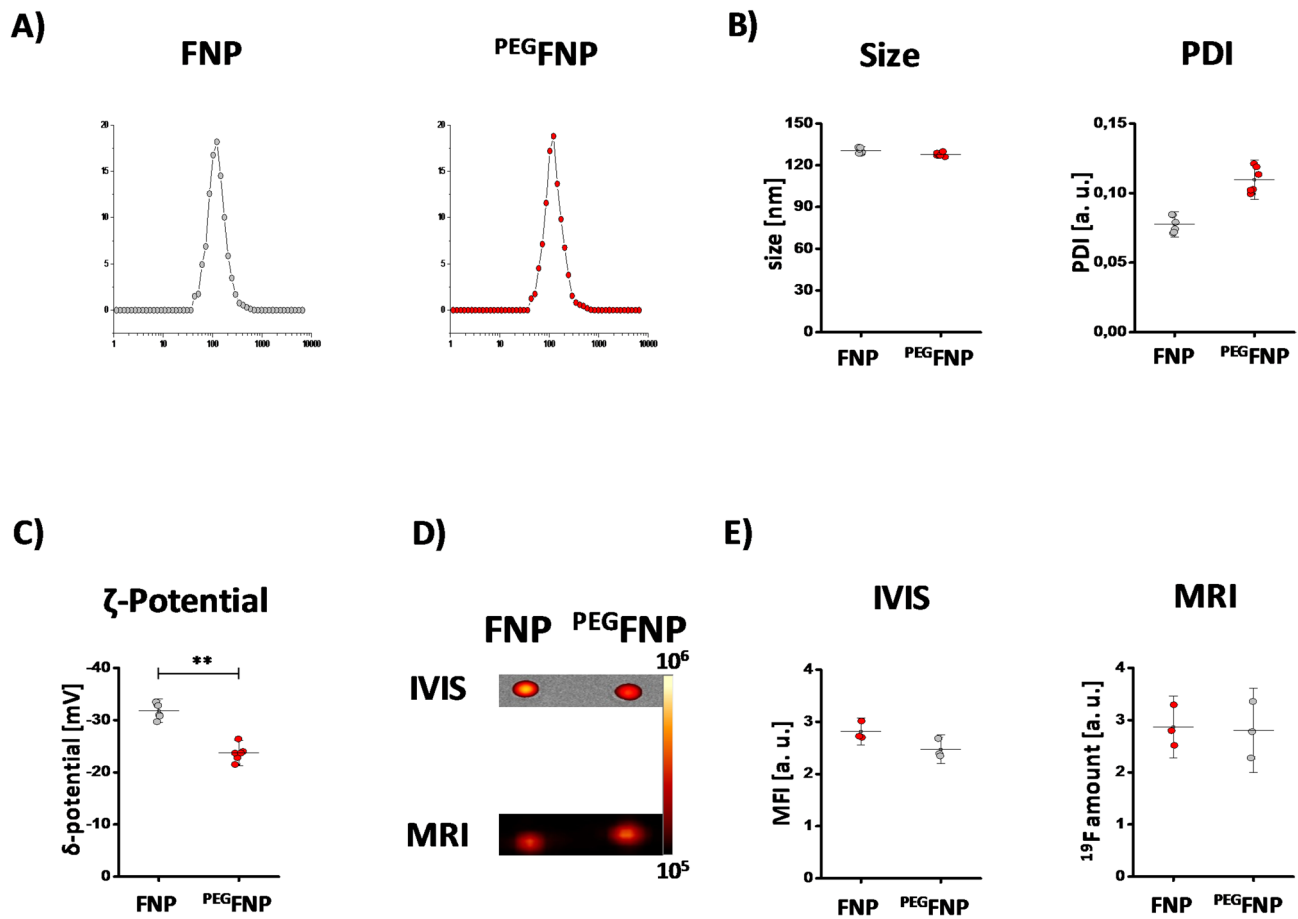 A)
FNP
PEGFNP
20
15
10
5
0
1
10
100
1000
10000
20
15
10
5
0
1
10
100
1000
10000
B)
Size
PDI
150
120
90
60
30
0
size [nm]
FNP
PEGFNP
0,15
0,10
0,05
0,00
PDI [a. u.]
FNP
PEGFNP
C)
ζ-Potential
**
-40
-30
-20
-10
0
δ-potential [mV]
FNP
PEGFNP
D)
FNP PEGFNP
10⁶
IVIS
MRI
10⁵
E)
IVIS
MRI
4
3
2
1
0
MFI [a. u.]
FNP
PEGFNP
4
3
2
1
0
¹⁹F amount [a. u.]
FNP
PEGFNP